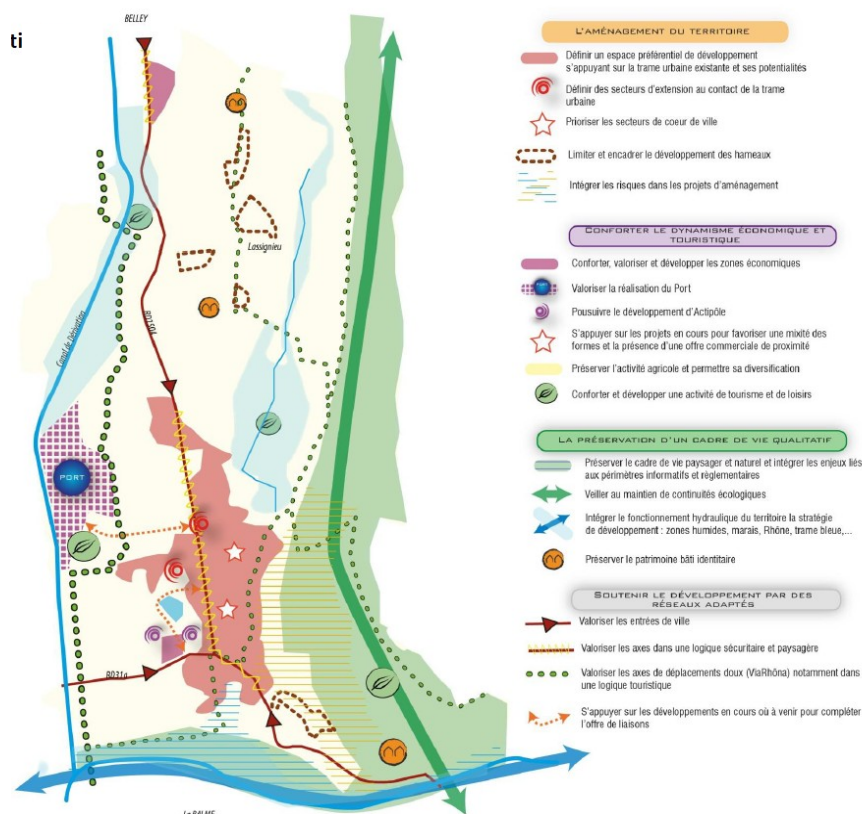 ti
BELLEY
Lassignieu
Canal de Dérivation
RD1504
PORT
RD31a
La BALME
L'AMÉNAGEMENT DU TERRITOIRE
Définir un espace préférentiel de développement
s'appuyant sur la trame urbaine existante et ses potentialités
Définir des secteurs d'extension au contact de la trame
urbaine
Prioriser les secteurs de coeur de ville
Limiter et encadrer le développement des hameaux
Intégrer les risques dans les projets d'aménagement
CONFORTER LE DYNAMISME ÉCONOMIQUE ET
TOURISTIQUE
Conforter, valoriser et développer les zones économiques
PORT
Valoriser la réalisation du Port
Pousuivre le développement d'Actipôle
S'appuyer sur les projets en cours pour favoriser une mixité des
formes et la présence d'une offre commerciale de proximité
Préserver l'activité agricole et permettre sa diversification
Conforter et développer une activité de tourisme et de loisirs
LA PRÉSERVATION D'UN CADRE DE VIE QUALITATIF
Préserver le cadre de vie paysager et naturel et intégrer les enjeux liés
aux périmètres informatifs et règlementaires
Veiller au maintien de continuités écologiques
Intégrer le fonctionnement hydraulique du territoire la stratégie
de développement : zones humides, marais, Rhône, trame bleue,...
Préserver le patrimoine bâti identitaire
SOUTENIR LE DÉVELOPPEMENT PAR DES
RÉSEAUX ADAPTÉS
Valoriser les entrées de ville
Valoriser les axes dans une logique sécuritaire et paysagère
Valoriser les axes de déplacements doux (ViaRhôna) notamment dans
une logique touristique
S'appuyer sur les développements en cours où à venir pour compléter
l'offre de liaisons